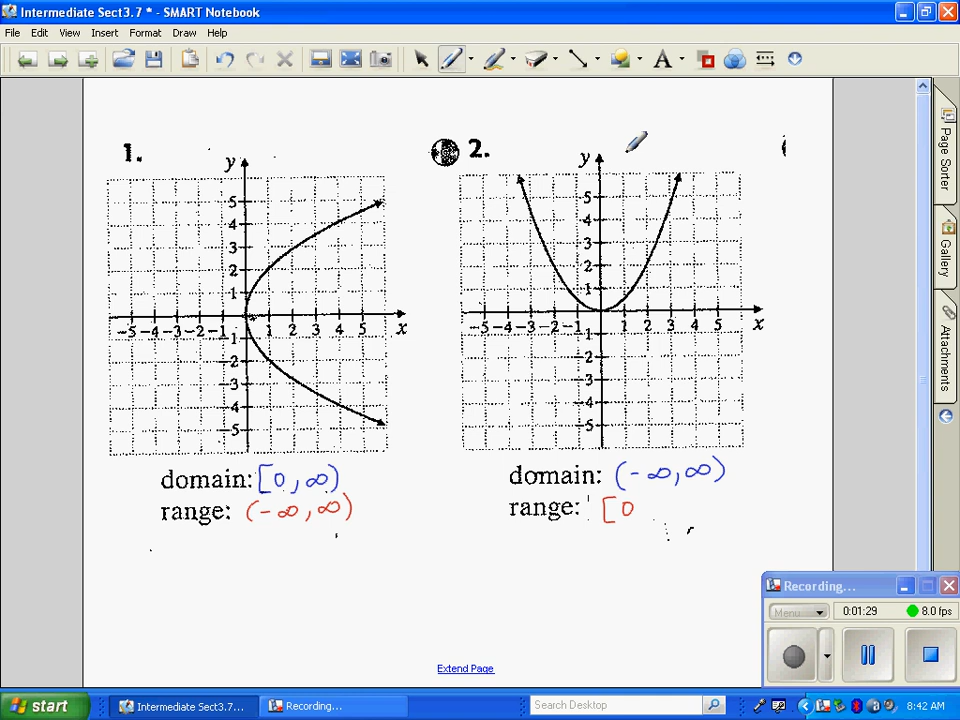 Intermediate Sect3.7 * - SMART Notebook
File Edit View Insert Format Draw Help
1.
2.
y
y
5
4
3
2
1
-5 -4 -3 -2 -1 1 2 3 4 5 x
-1
-2
-3
-4
-5
5
4
3
2
1
-5 -4 -3 -2 -1 1 2 3 4 5 x
-1
-2
-3
-4
-5
domain: [0, ∞)
range: (-∞, ∞)
domain: (-∞, ∞)
range: [0
Extend Page
Page Sorter
Gallery
Attachments
Recording...
Menu 0:01:29 8.0 fps
start Intermediate Sect3.7... Recording... Search Desktop 8:42 AM